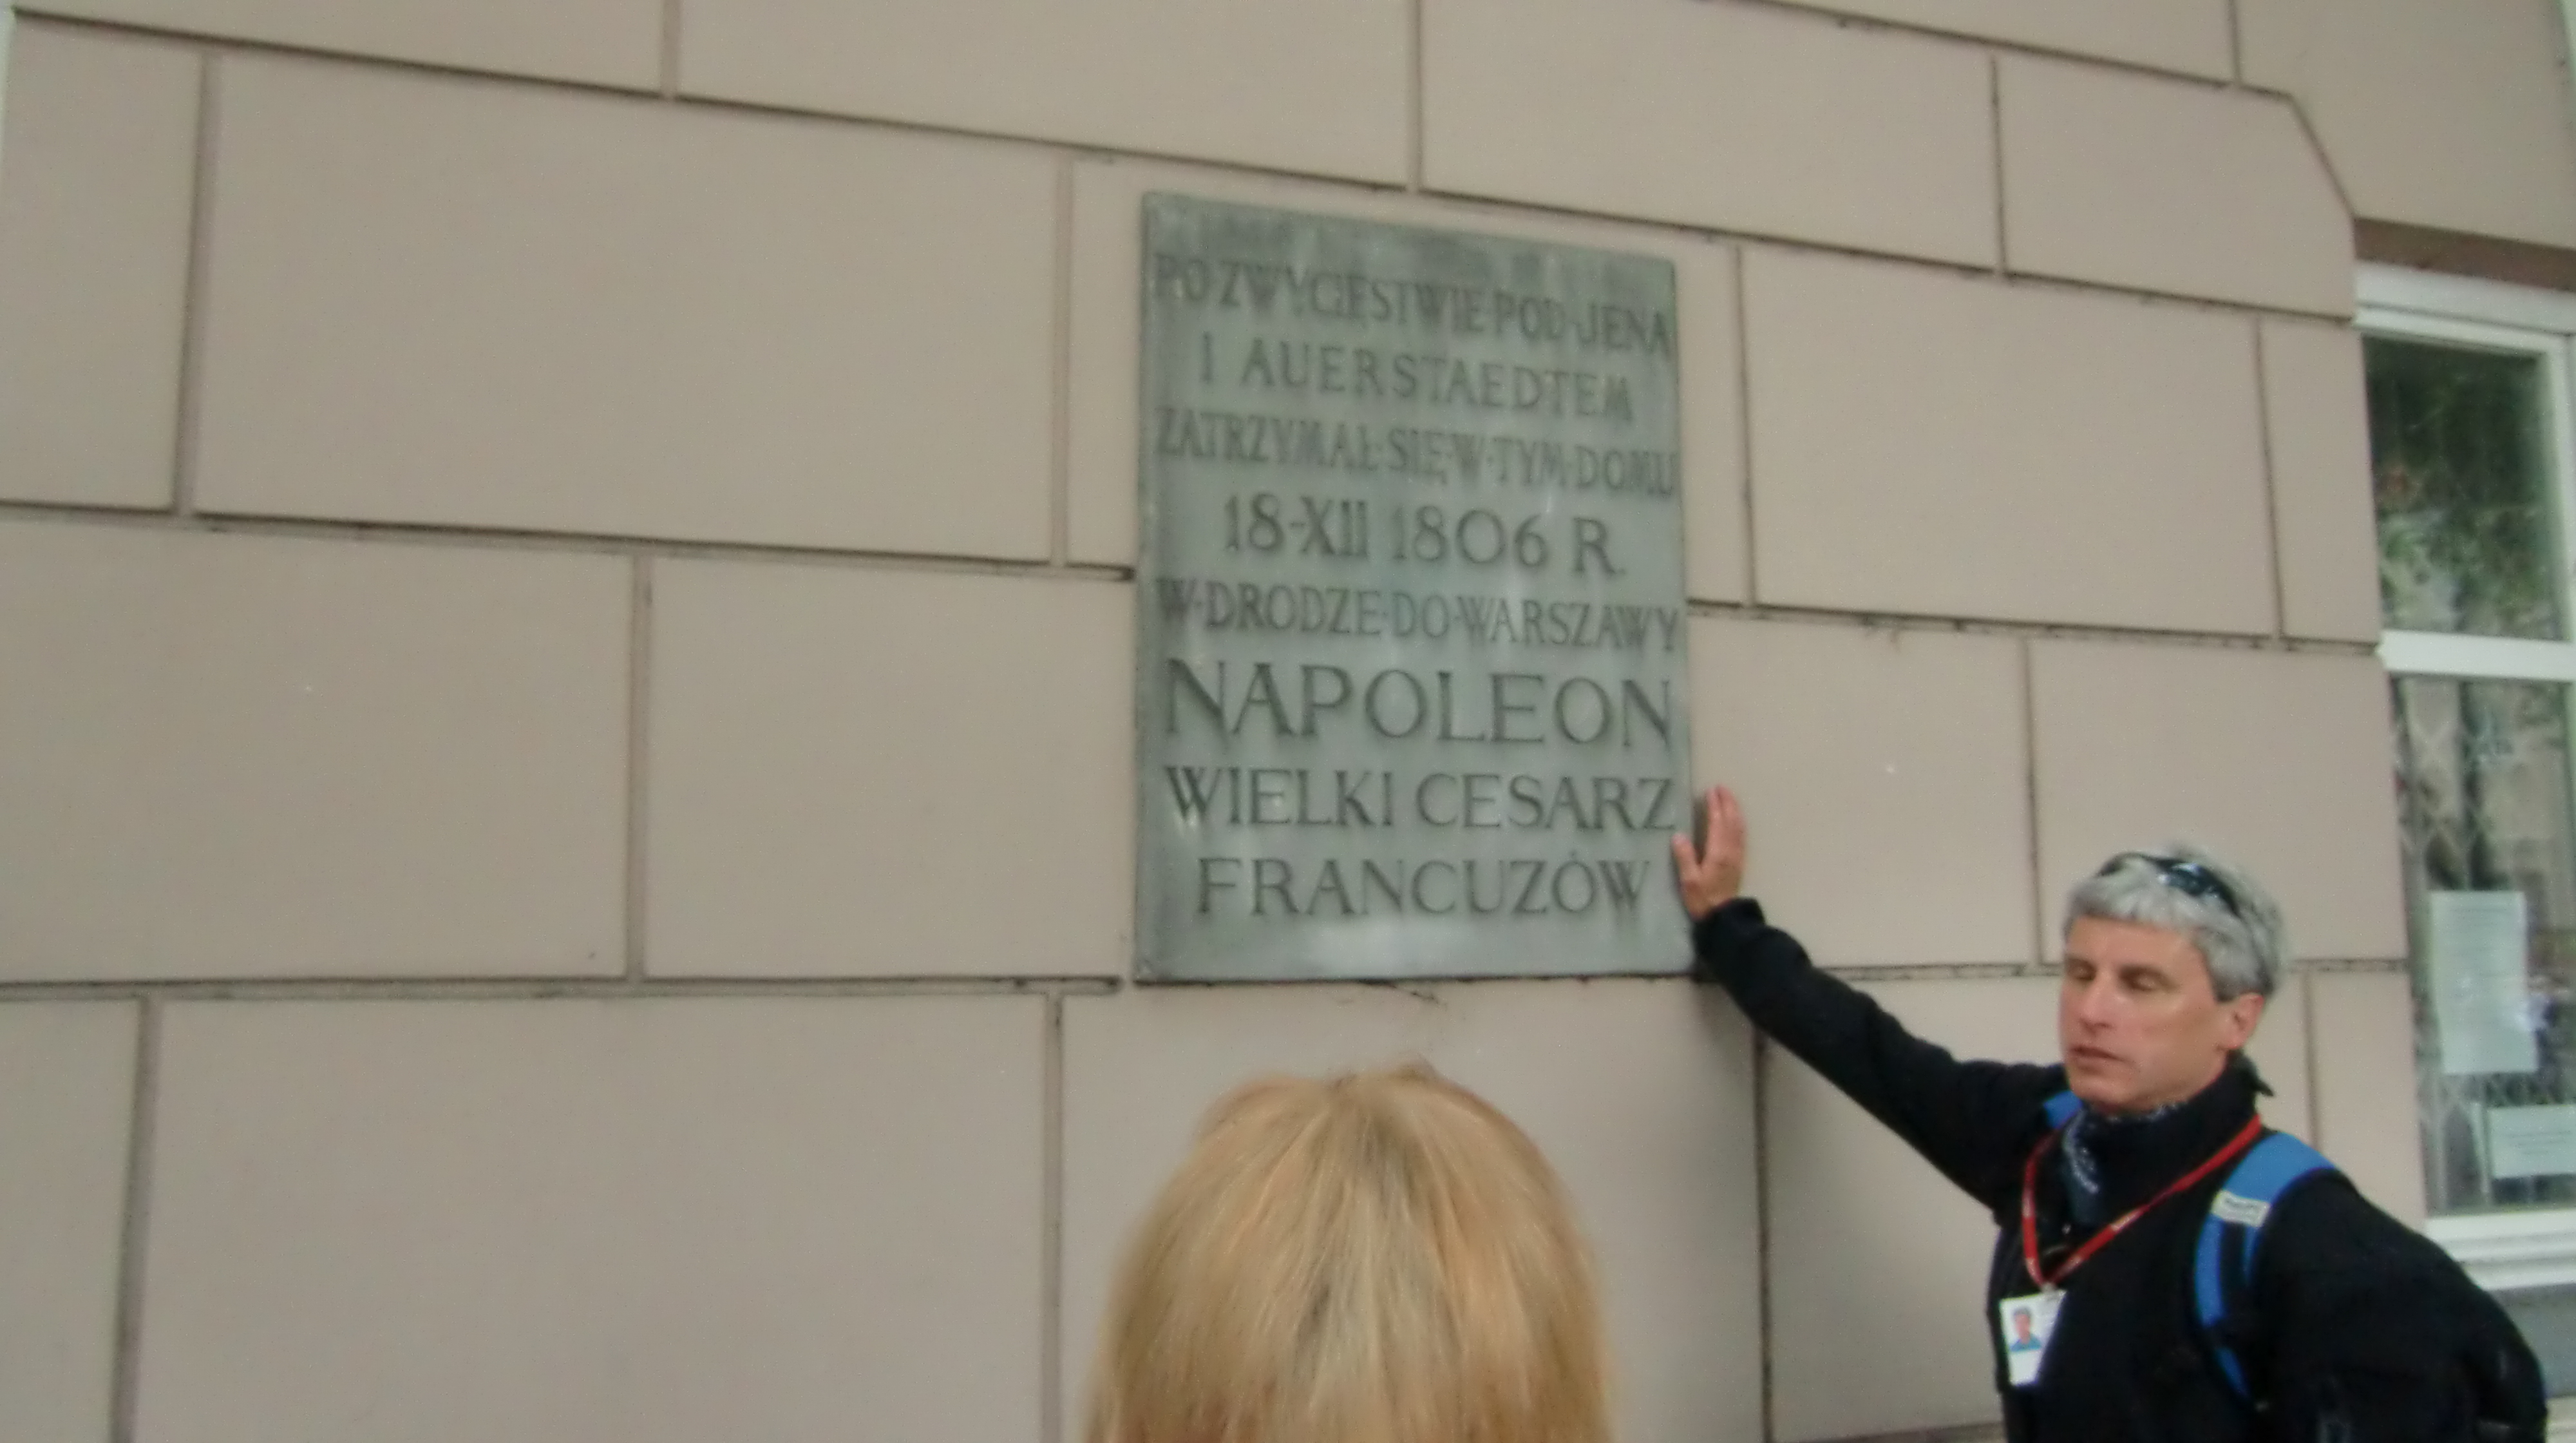 PO·ZWYCIĘSTWIE·POD·JENĄ
I AUERSTAEDTEM
ZATRZYMAŁ·SIĘ·W·TYM·DOMU
18-XII 1806 R.
W·DRODZE·DO·WARSZAWY
NAPOLEON
WIELKI CESARZ
FRANCUZÓW